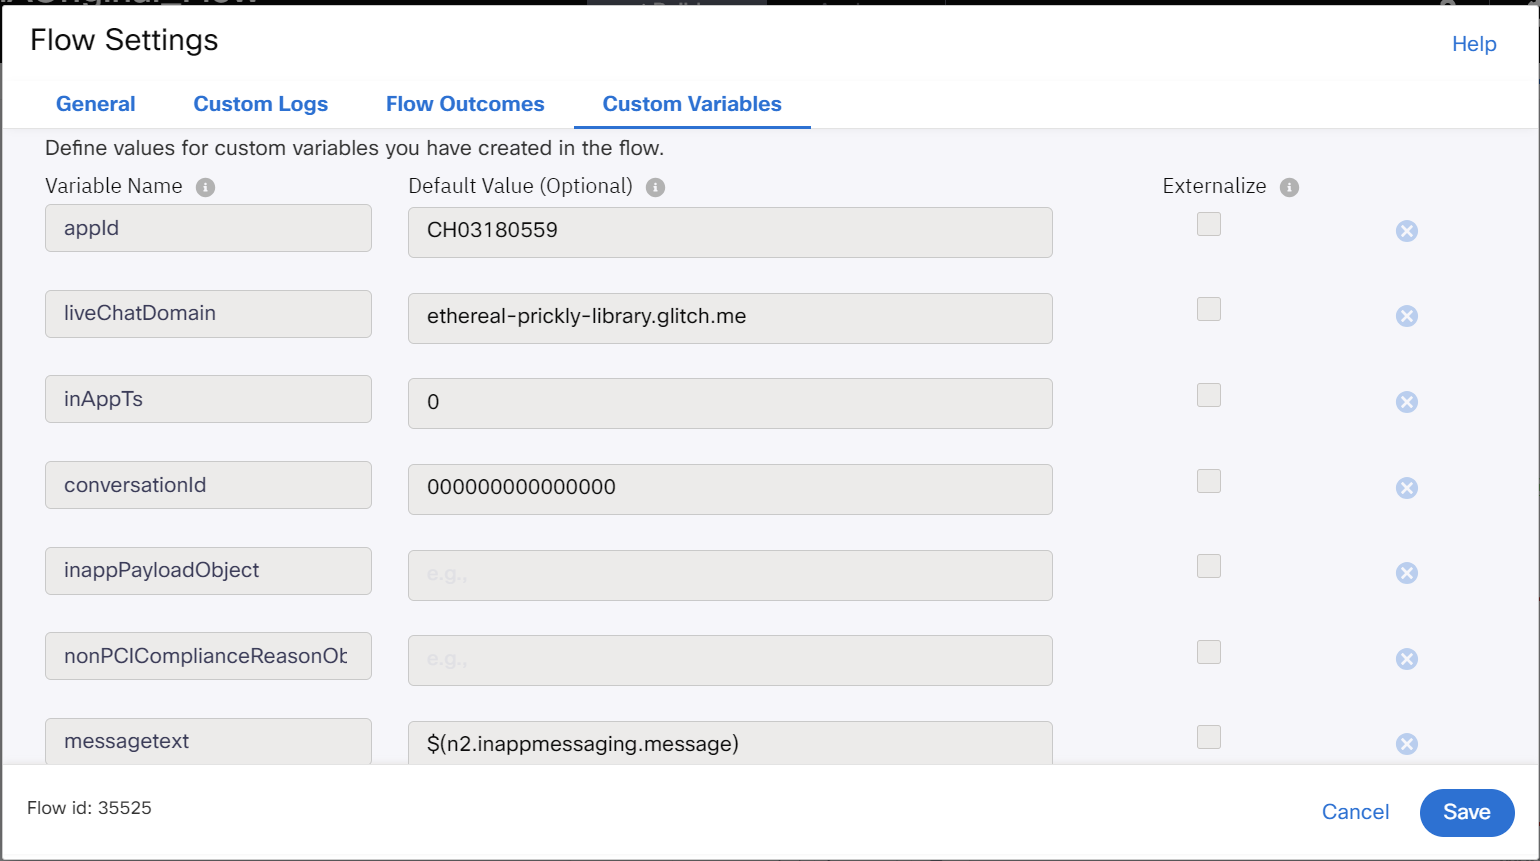 Flow Settings
Help
General Custom Logs Flow Outcomes Custom Variables
Define values for custom variables you have created in the flow.
Variable Name Default Value (Optional) Externalize
appId CH03180559
liveChatDomain ethereal-prickly-library.glitch.me
inAppTs 0
conversationId 000000000000000
inappPayloadObject e.g.,
nonPCIComplianceReasonOb e.g.,
messagetext $(n2.inappmessaging.message)
Flow id: 35525
Cancel Save